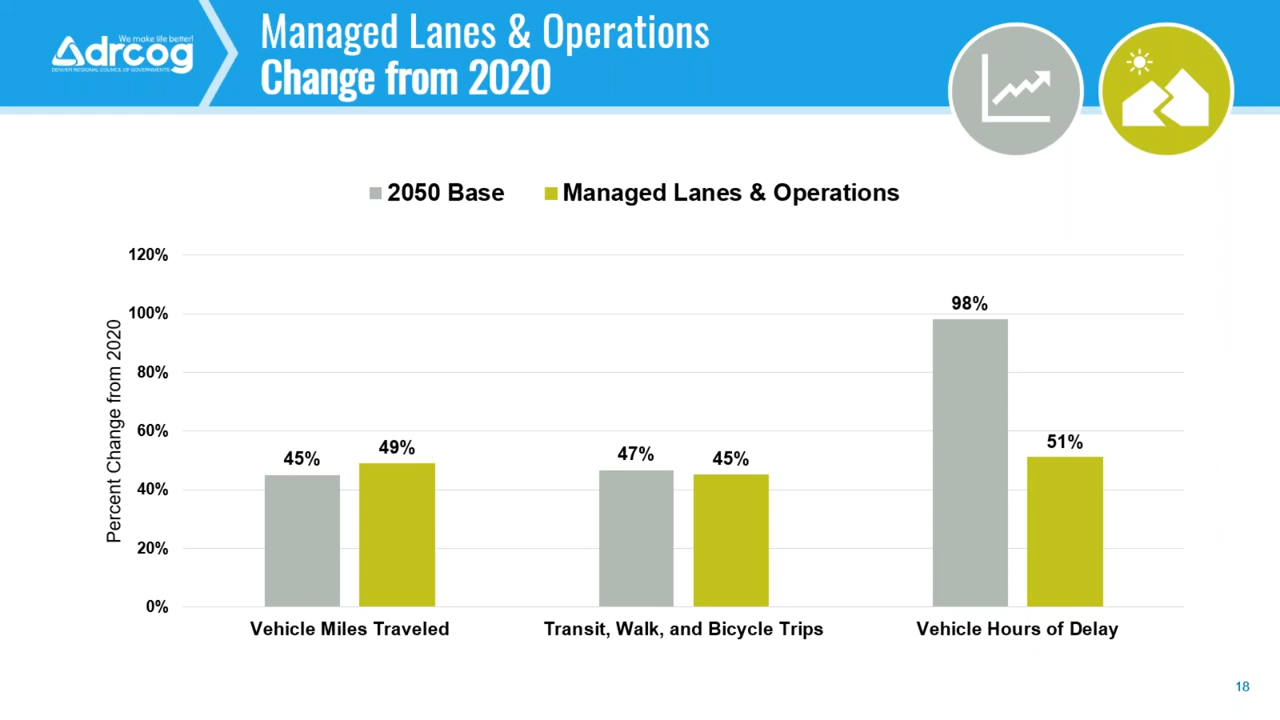 We make life better!
drcog
DENVER REGIONAL COUNCIL OF GOVERNMENTS
Managed Lanes & Operations
Change from 2020
2050 Base
Managed Lanes & Operations
Percent Change from 2020
120%
100%
80%
60%
40%
20%
0%
45%
49%
47%
45%
98%
51%
Vehicle Miles Traveled
Transit, Walk, and Bicycle Trips
Vehicle Hours of Delay
18